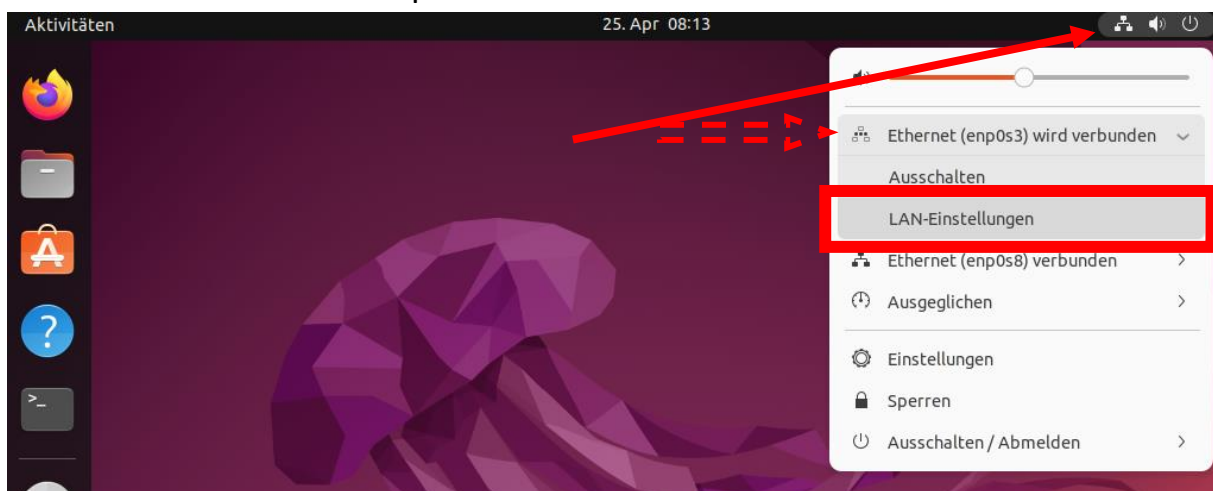 Aktivitäten 25. Apr 08:13
Ethernet (enp0s3) wird verbunden
Ausschalten
LAN-Einstellungen
Ethernet (enp0s8) verbunden
Ausgeglichen
Einstellungen
Sperren
Ausschalten / Abmelden